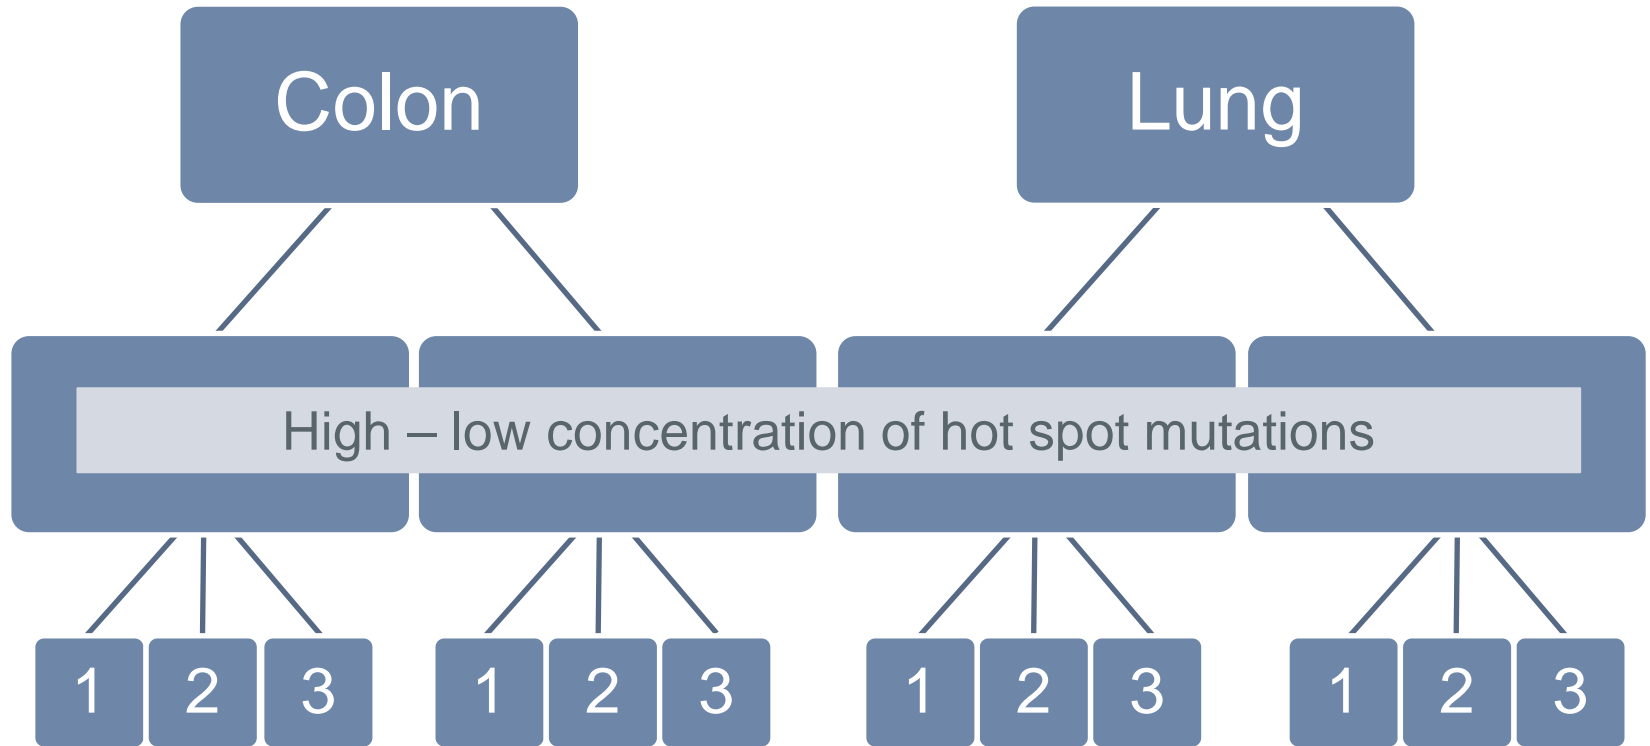 Colon
Lung
High – low concentration of hot spot mutations
1 2 3 1 2 3 1 2 3 1 2 3